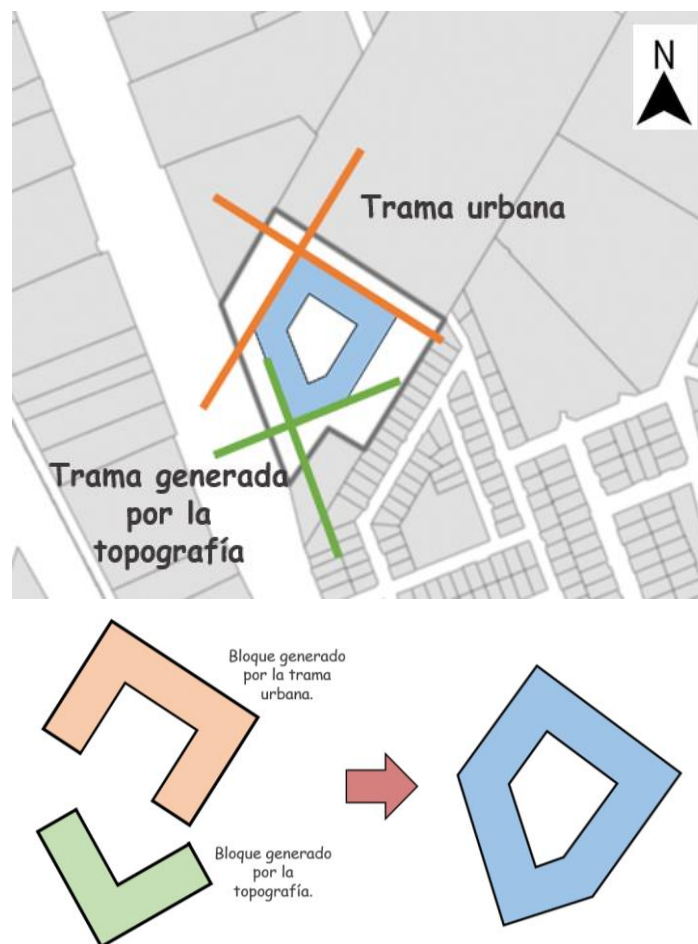 N
Trama urbana
Trama generada
por la
topografía
Bloque generado
por la trama
urbana.
Bloque generado
por la
topografía.